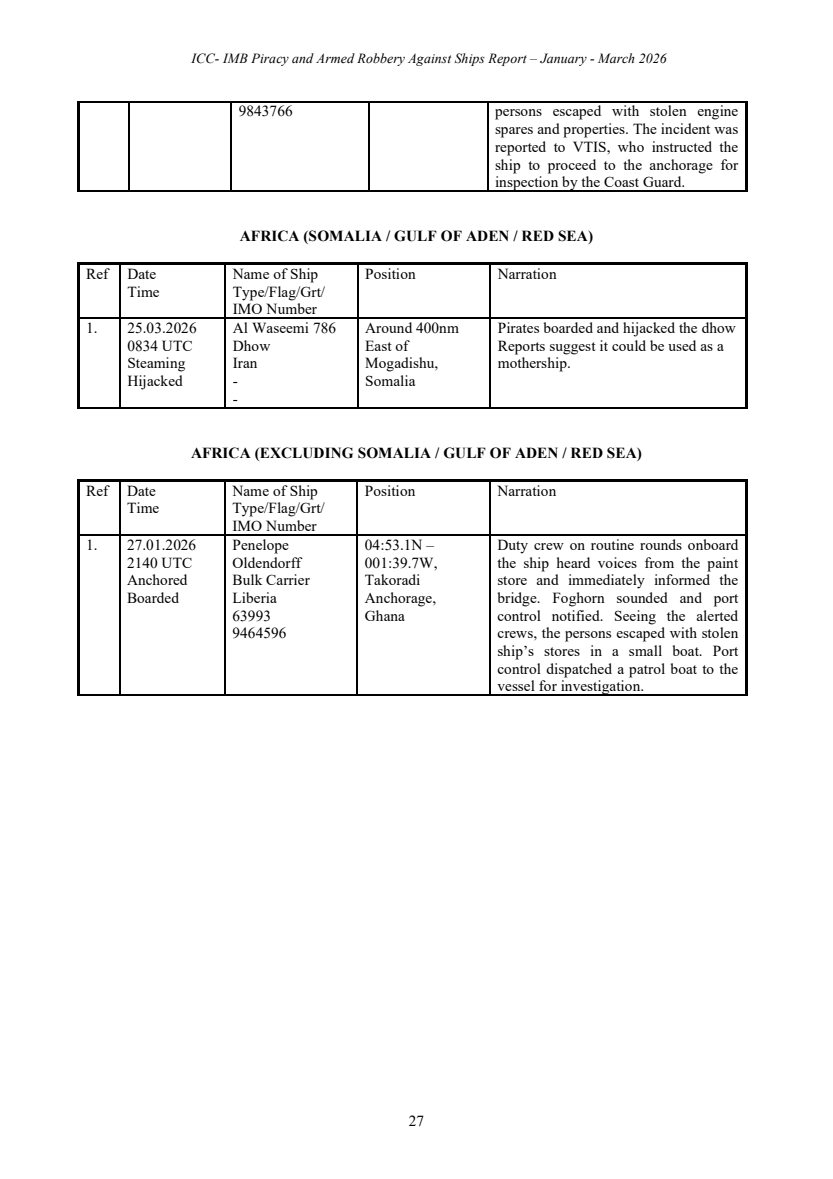 ICC- IMB Piracy and Armed Robbery Against Ships Report – January - March 2026
9843766
persons escaped with stolen engine
spares and properties. The incident was
reported to VTIS, who instructed the
ship to proceed to the anchorage for
inspection by the Coast Guard.
AFRICA (SOMALIA / GULF OF ADEN / RED SEA)
Ref
Date
Time
Name of Ship
Type/Flag/Grt/
IMO Number
Position
Narration
1.
25.03.2026
0834 UTC
Steaming
Hijacked
Al Waseemi 786
Dhow
Iran
-
-
Around 400nm
East of
Mogadishu,
Somalia
Pirates boarded and hijacked the dhow
Reports suggest it could be used as a
mothership.
AFRICA (EXCLUDING SOMALIA / GULF OF ADEN / RED SEA)
Ref
Date
Time
Name of Ship
Type/Flag/Grt/
IMO Number
Position
Narration
1.
27.01.2026
2140 UTC
Anchored
Boarded
Penelope
Oldendorff
Bulk Carrier
Liberia
63993
9464596
04:53.1N –
001:39.7W,
Takoradi
Anchorage,
Ghana
Duty crew on routine rounds onboard
the ship heard voices from the paint
store and immediately informed the
bridge. Foghorn sounded and port
control notified. Seeing the alerted
crews, the persons escaped with stolen
ship’s stores in a small boat. Port
control dispatched a patrol boat to the
vessel for investigation.
27